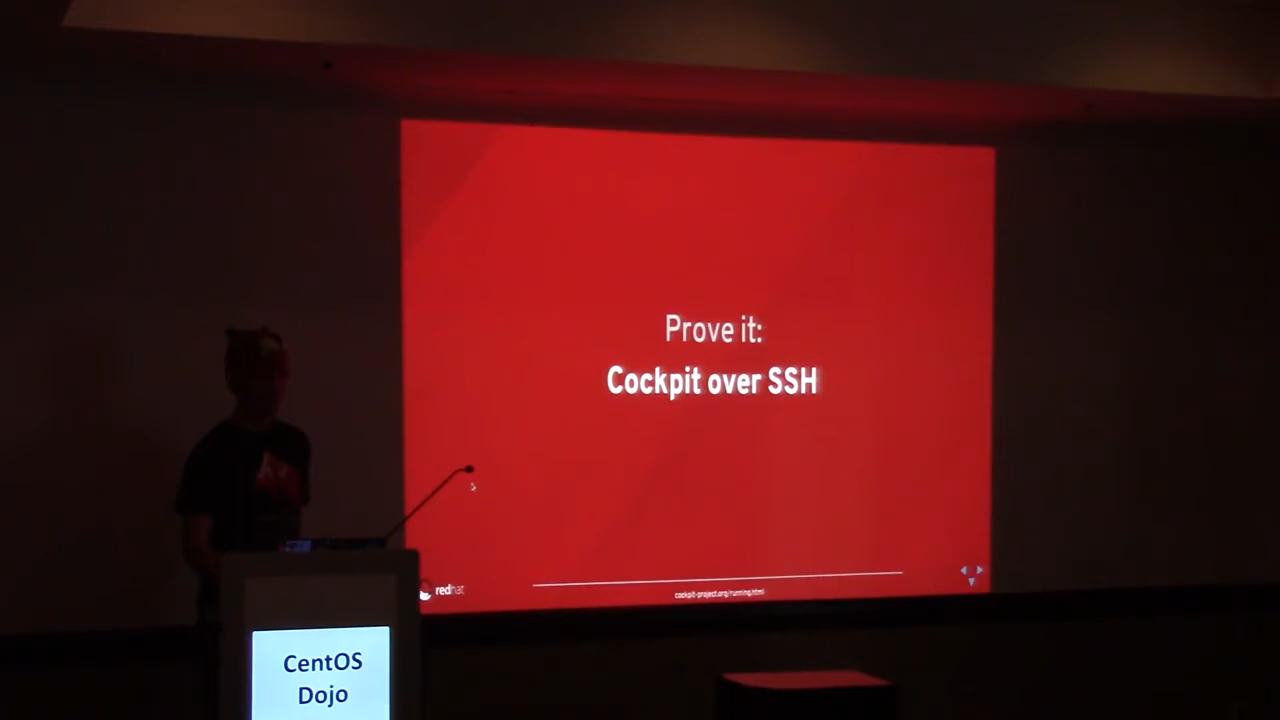 Prove it:
Cockpit over SSH
redhat
cockpit-project.org/running.html
CentOS
Dojo